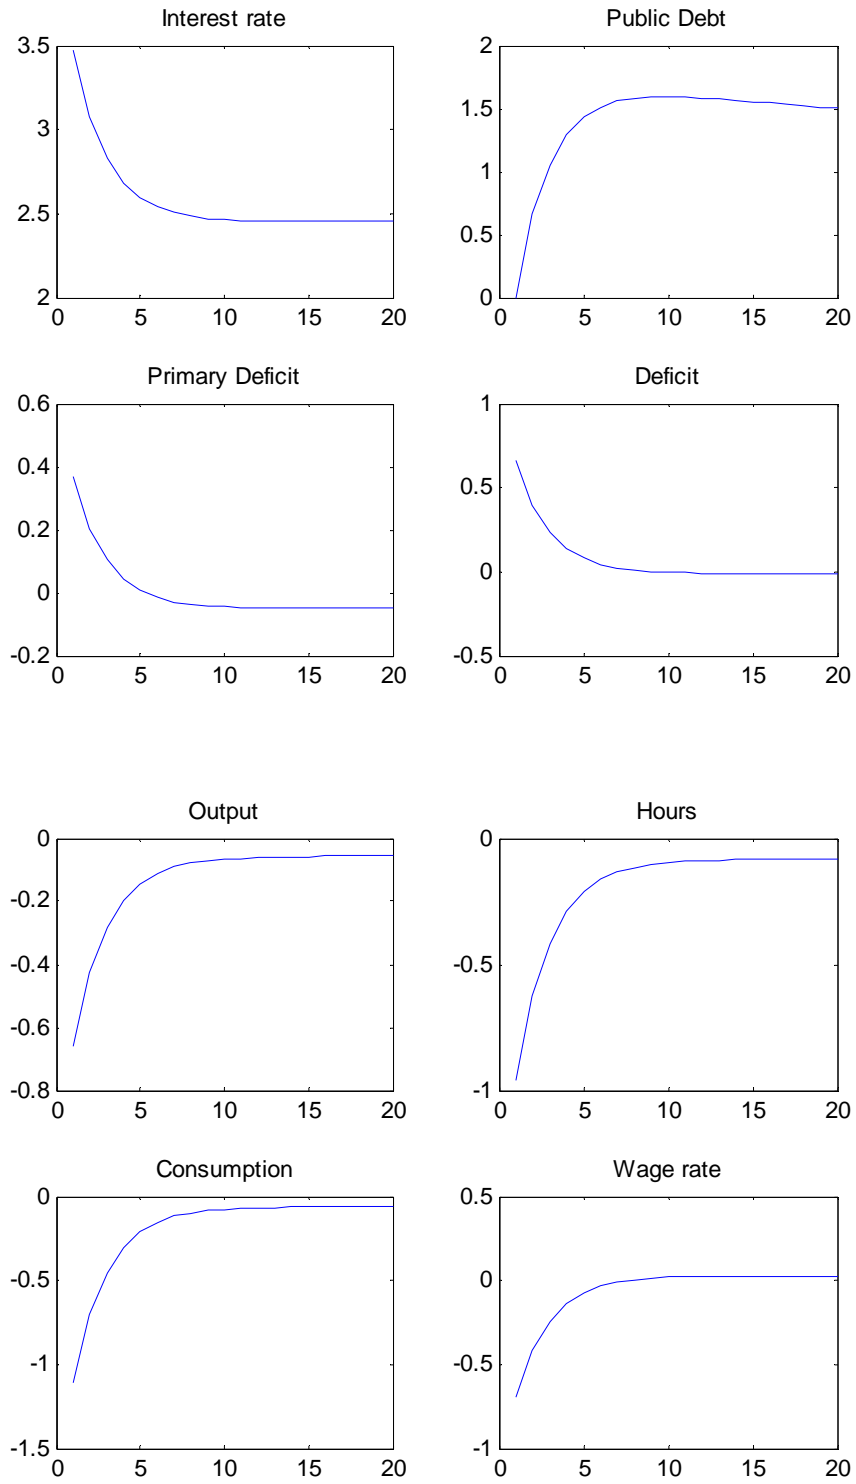 Interest rate
3.5
3
2.5
2
0 5 10 15 20
Public Debt
2
1.5
1
0.5
0
0 5 10 15 20
Primary Deficit
0.6
0.4
0.2
0
-0.2
0 5 10 15 20
Deficit
1
0.5
0
-0.5
0 5 10 15 20
Output
0
-0.2
-0.4
-0.6
-0.8
0 5 10 15 20
Hours
0
-0.5
-1
0 5 10 15 20
Consumption
0
-0.5
-1
-1.5
0 5 10 15 20
Wage rate
0.5
0
-0.5
-1
0 5 10 15 20